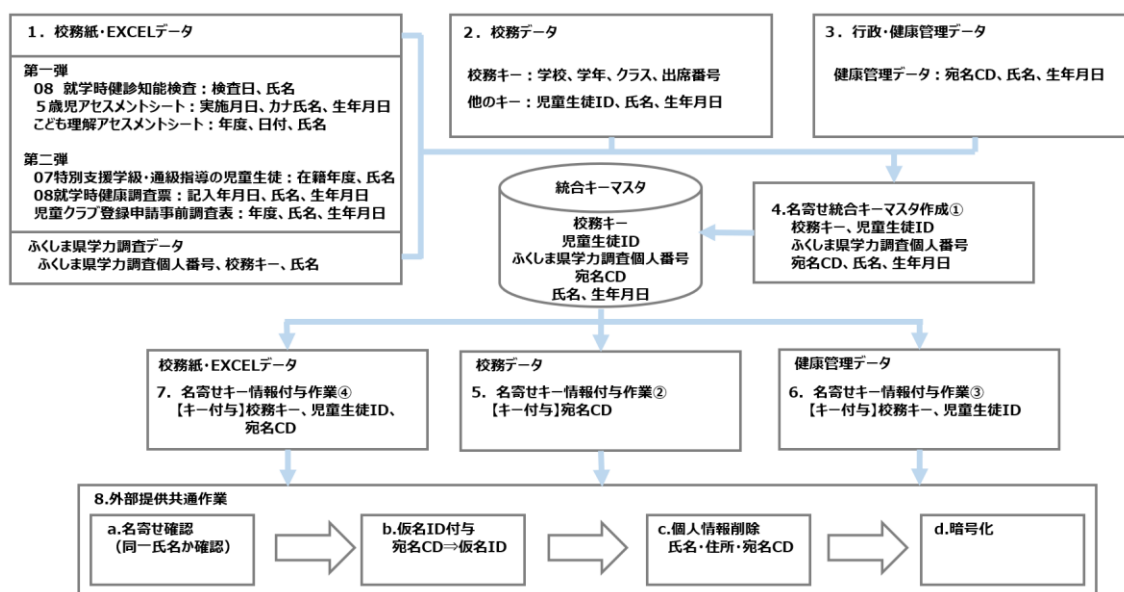 1．校務紙・EXCELデータ
第一弾
08 就学時健診知能検査：検査日、氏名
５歳児アセスメントシート：実施月日、カナ氏名、生年月日
こども理解アセスメントシート：年度、日付、氏名
第二弾
07特別支援学級・通級指導の児童生徒：在籍年度、氏名
08就学時健康調査票：記入年月日、氏名、生年月日
児童クラブ登録申請事前調査表：年度、氏名、生年月日
ふくしま県学力調査データ
ふくしま県学力調査個人番号、校務キー、氏名
2．校務データ
校務キー：学校、学年、クラス、出席番号
他のキー：児童生徒ID、氏名、生年月日
3．行政・健康管理データ
健康管理データ：宛名CD、氏名、生年月日
統合キーマスタ
校務キー
児童生徒ID
ふくしま県学力調査個人番号
宛名CD
氏名、生年月日
4.名寄せ統合キーマスタ作成①
校務キー、児童生徒ID
ふくしま県学力調査個人番号
宛名CD、氏名、生年月日
校務紙・EXCELデータ
7．名寄せキー情報付与作業④
【キー付与】校務キー、児童生徒ID、
宛名CD
校務データ
5．名寄せキー情報付与作業②
【キー付与】宛名CD
健康管理データ
6．名寄せキー情報付与作業③
【キー付与】校務キー、児童生徒ID
8.外部提供共通作業
a.名寄せ確認
（同一氏名か確認）
b.仮名ID付与
宛名CD⇒仮名ID
c.個人情報削除
氏名・住所・宛名CD
d.暗号化